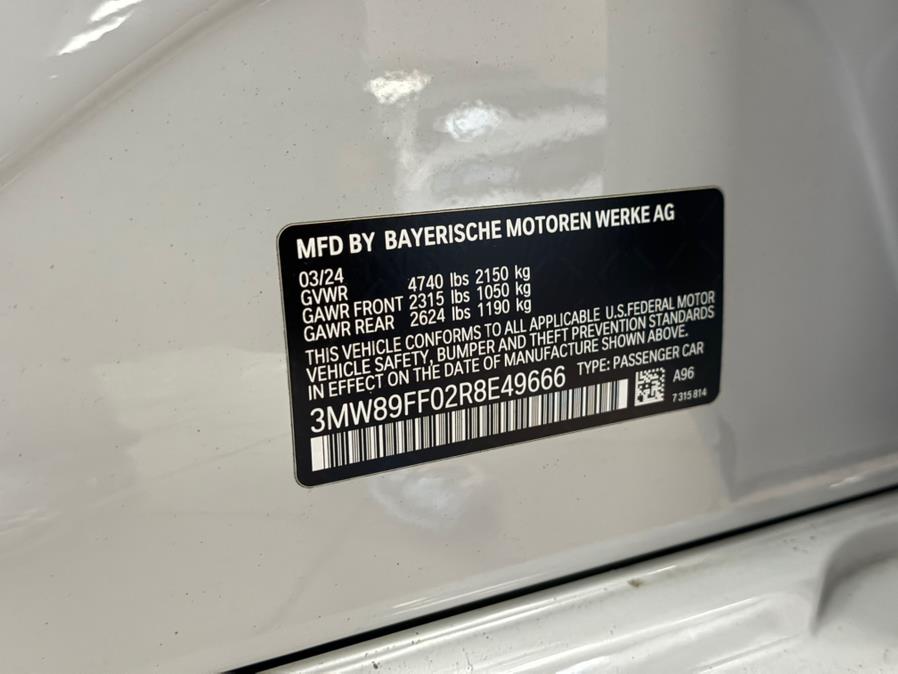 MFD BY BAYERISCHE MOTOREN WERKE AG
03/24
GVWR 4740 lbs 2150 kg
GAWR FRONT 2315 lbs 1050 kg
GAWR REAR 2624 lbs 1190 kg
THIS VEHICLE CONFORMS TO ALL APPLICABLE U.S.FEDERAL MOTOR
VEHICLE SAFETY, BUMPER AND THEFT PREVENTION STANDARDS
IN EFFECT ON THE DATE OF MANUFACTURE SHOWN ABOVE.
TYPE: PASSENGER CAR
3MW89FF02R8E49666
A96
7 315 814